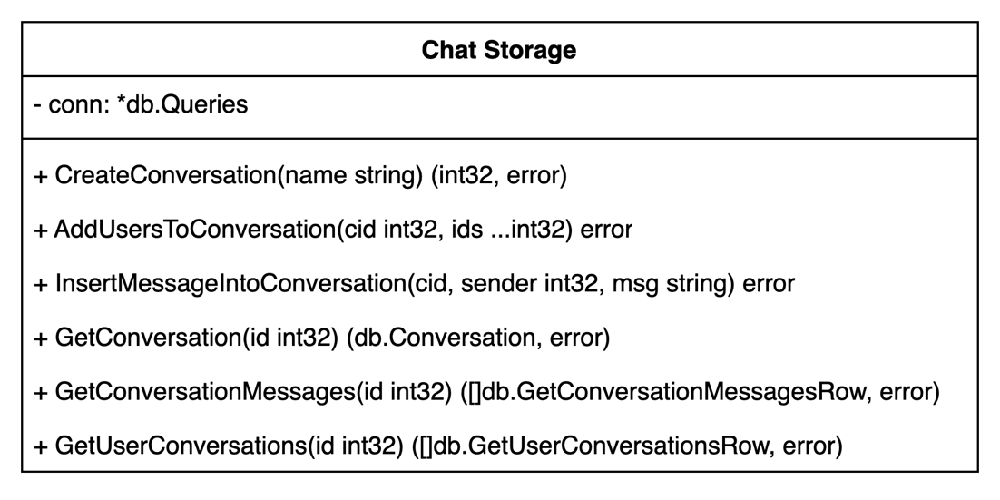 Chat Storage
- conn: *db.Queries
+ CreateConversation(name string) (int32, error)
+ AddUsersToConversation(cid int32, ids ...int32) error
+ InsertMessageIntoConversation(cid, sender int32, msg string) error
+ GetConversation(id int32) (db.Conversation, error)
+ GetConversationMessages(id int32) ([]db.GetConversationMessagesRow, error)
+ GetUserConversations(id int32) ([]db.GetUserConversationsRow, error)